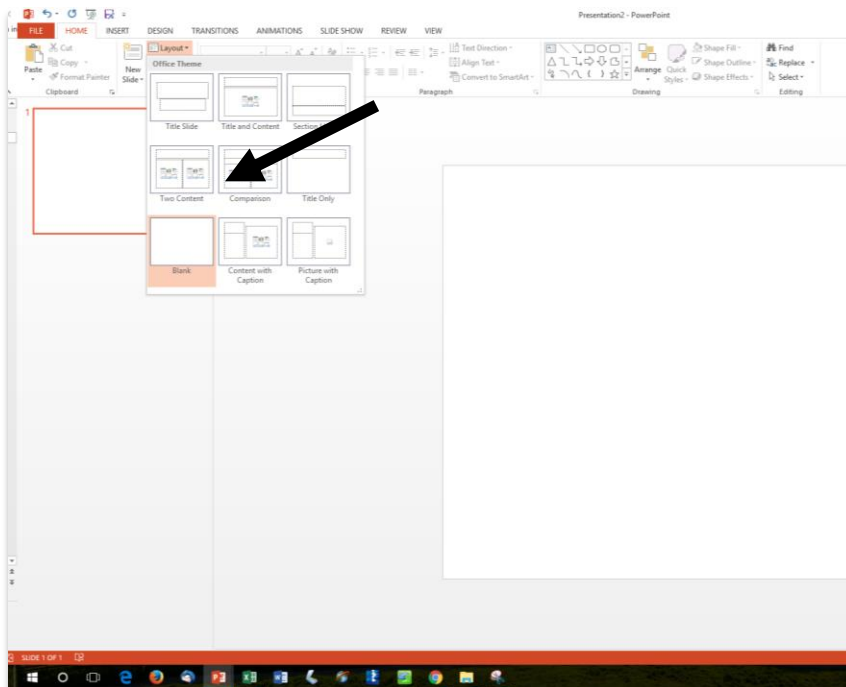 Presentation2 - PowerPoint
FILE HOME INSERT DESIGN TRANSITIONS ANIMATIONS SLIDE SHOW REVIEW VIEW
Paste
Cut
Copy
Format Painter
Clipboard
New
Slide
Layout
Text Direction
Align Text
Convert to SmartArt
Paragraph
Arrange
Quick
Styles
Shape Fill
Shape Outline
Shape Effects
Drawing
Find
Replace
Select
Editing
Office Theme
Title Slide Title and Content Section
Two Content Comparison Title Only
Blank Content with
Caption Picture with
Caption
1
SLIDE 1 OF 1